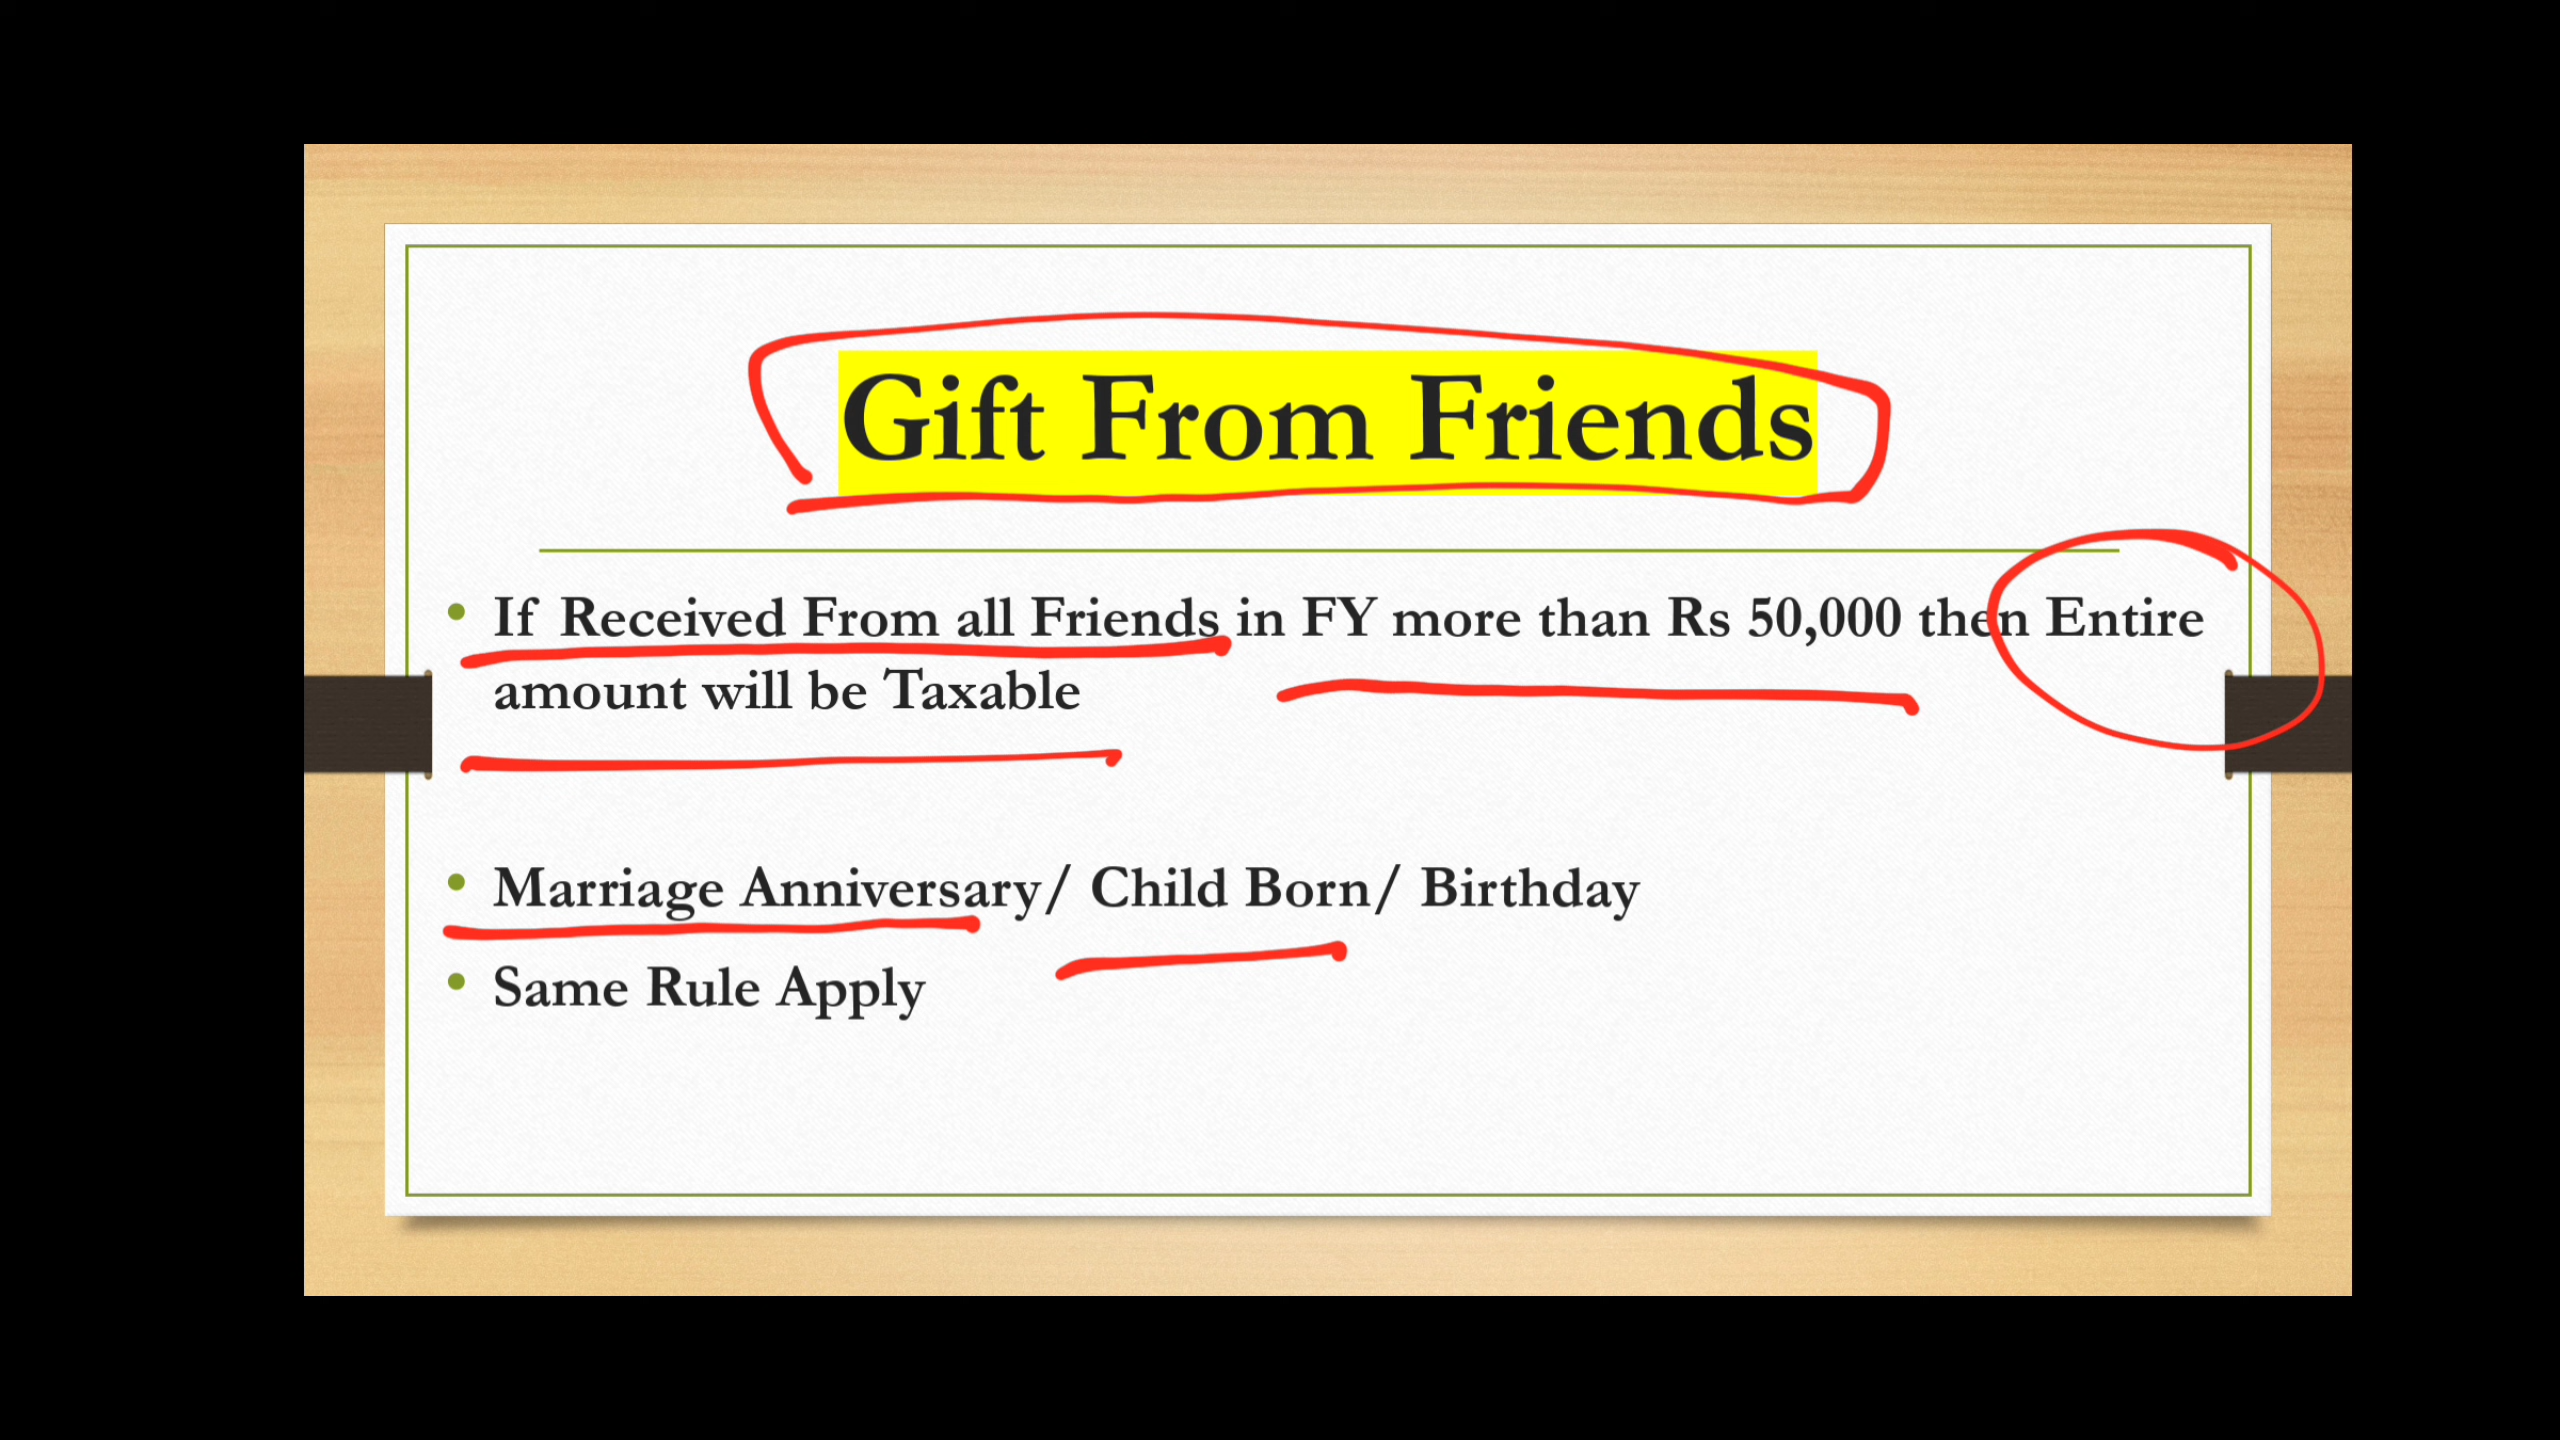 Gift From Friends
• If Received From all Friends in FY more than Rs 50,000 then Entire
amount will be Taxable
• Marriage Anniversary/ Child Born/ Birthday
• Same Rule Apply